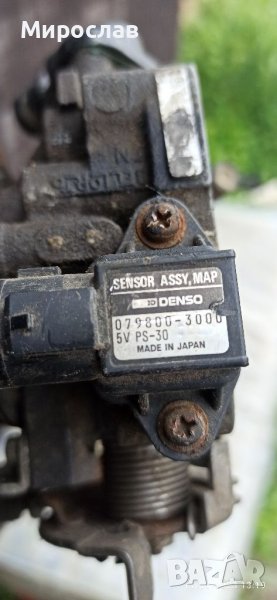 МИРОСЛАВ
SENSOR ASSY, MAP
DENSO
079800-3000
5V PS-30
MADE IN JAPAN
BAZAR